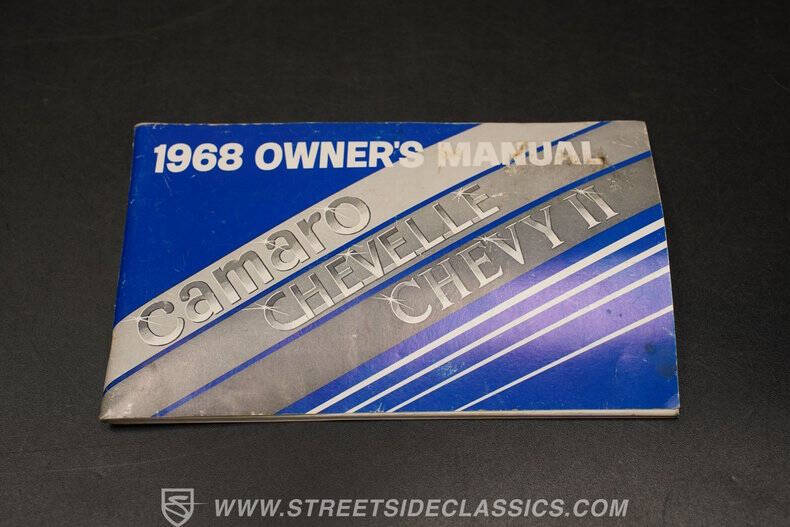 1968 OWNER'S MANUAL
camaro
CHEVELLE
CHEVY II
WWW.STREETSIDECLASSICS.COM